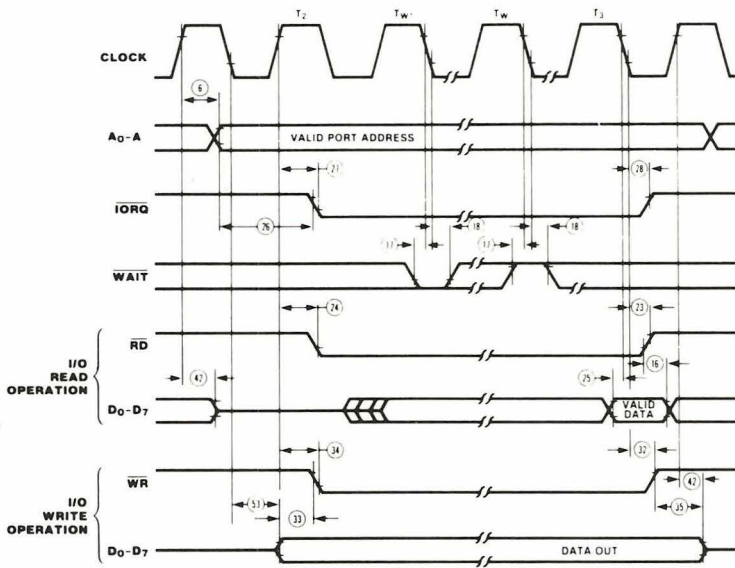 T2 TW* TW T3
CLOCK
6
A0-A
VALID PORT ADDRESS
27
28
IORQ
26
17 18 17 18
WAIT
24 23
RD
16
I/O
READ
OPERATION
42
25
D0-D7
VALID
DATA
34 32
WR
42
I/O
WRITE
OPERATION
51
33
35
D0-D7
DATA OUT